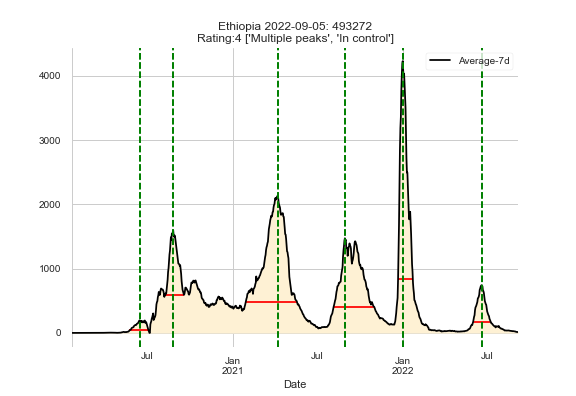 Ethiopia 2022-09-05: 493272
Rating:4 ['Multiple peaks', 'In control']
Average-7d
4000
3000
2000
1000
0
Jul
Jan
2021
Jul
Jan
2022
Jul
Date